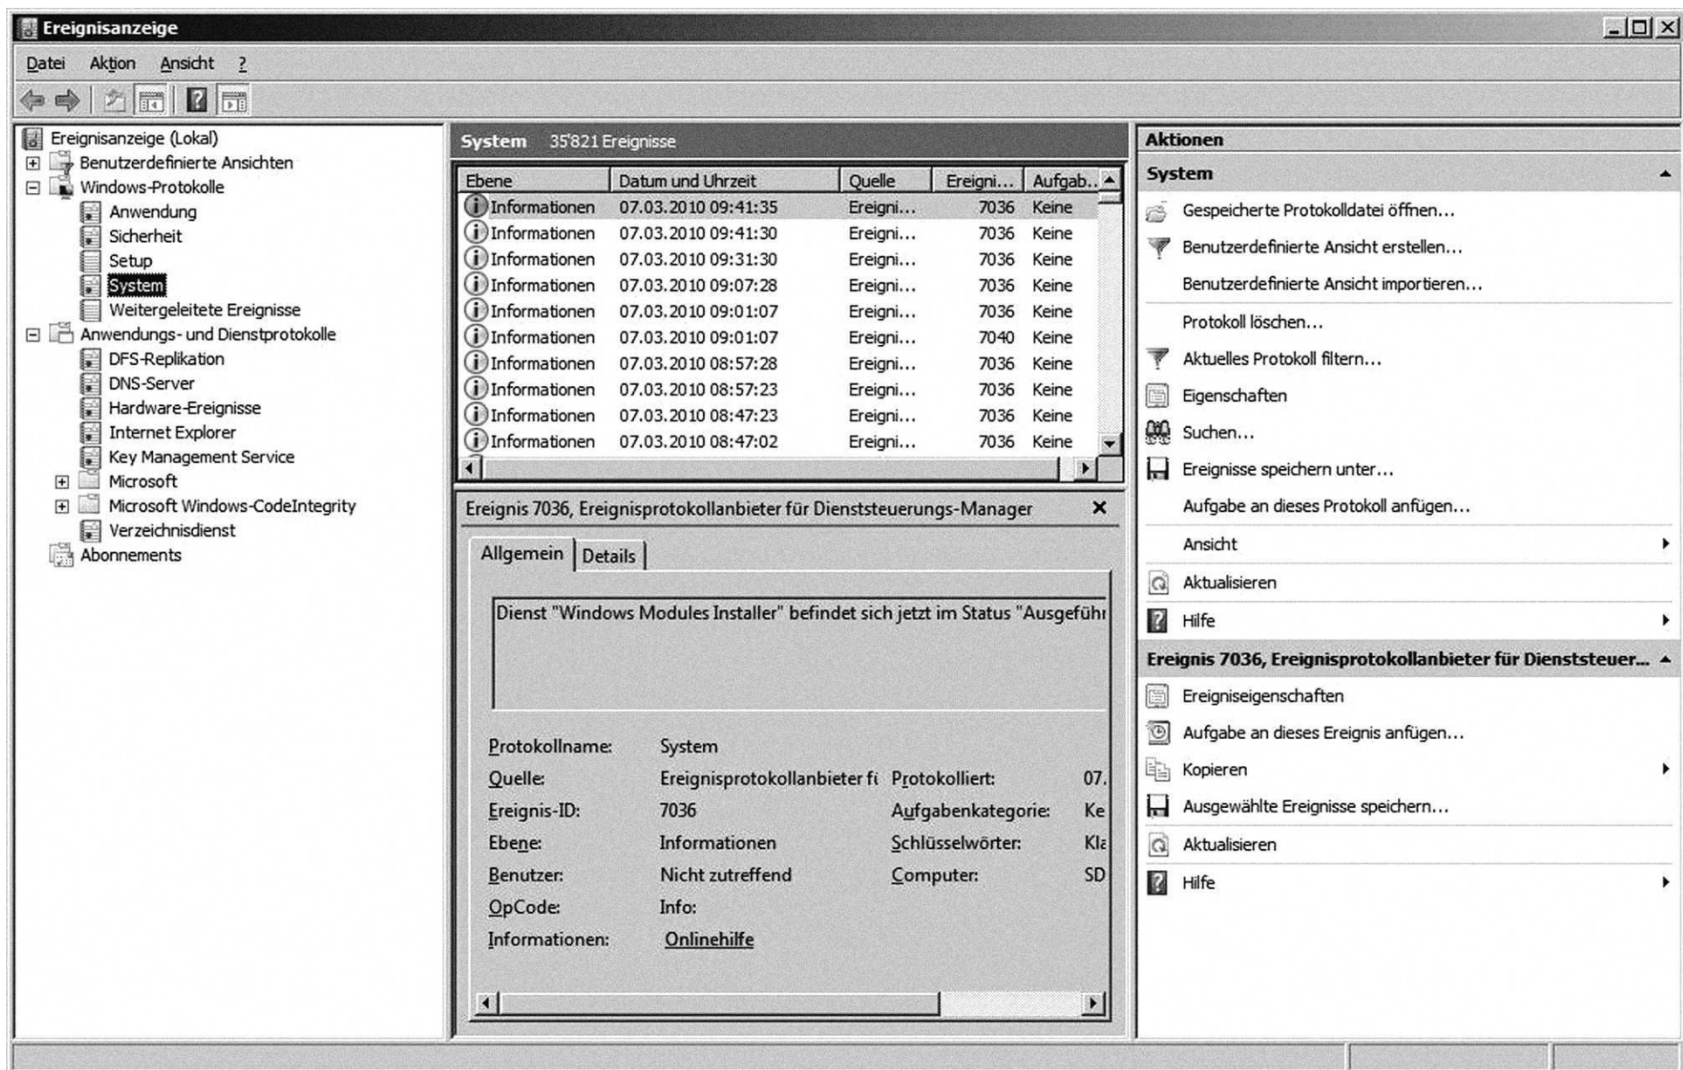 Ereignisanzeige
Datei Aktion Ansicht ?
Ereignisanzeige (Lokal)
Benutzerdefinierte Ansichten
Windows-Protokolle
Anwendung
Sicherheit
Setup
System
Weitergeleitete Ereignisse
Anwendungs- und Dienstprotokolle
DFS-Replikation
DNS-Server
Hardware-Ereignisse
Internet Explorer
Key Management Service
Microsoft
Microsoft Windows-CodeIntegrity
Verzeichnisdienst
Abonnements
System 35'821 Ereignisse
Ebene Datum und Uhrzeit Quelle Ereigni... Aufgab...
Informationen 07.03.2010 09:41:35 Ereigni... 7036 Keine
Informationen 07.03.2010 09:41:30 Ereigni... 7036 Keine
Informationen 07.03.2010 09:31:30 Ereigni... 7036 Keine
Informationen 07.03.2010 09:07:28 Ereigni... 7036 Keine
Informationen 07.03.2010 09:01:07 Ereigni... 7036 Keine
Informationen 07.03.2010 09:01:07 Ereigni... 7040 Keine
Informationen 07.03.2010 08:57:28 Ereigni... 7036 Keine
Informationen 07.03.2010 08:57:23 Ereigni... 7036 Keine
Informationen 07.03.2010 08:47:23 Ereigni... 7036 Keine
Informationen 07.03.2010 08:47:02 Ereigni... 7036 Keine
Ereignis 7036, Ereignisprotokollanbieter für Dienststeuerungs-Manager
Allgemein Details
Dienst "Windows Modules Installer" befindet sich jetzt im Status "Ausgefüh
Protokollname: System
Quelle: Ereignisprotokollanbieter fü Protokolliert: 07.
Ereignis-ID: 7036 Aufgabenkategorie: Ke
Ebene: Informationen Schlüsselwörter: Kla
Benutzer: Nicht zutreffend Computer: SD
OpCode: Info:
Informationen: Onlinehilfe
Aktionen
System
Gespeicherte Protokolldatei öffnen...
Benutzerdefinierte Ansicht erstellen...
Benutzerdefinierte Ansicht importieren...
Protokoll löschen...
Aktuelles Protokoll filtern...
Eigenschaften
Suchen...
Ereignisse speichern unter...
Aufgabe an dieses Protokoll anfügen...
Ansicht
Aktualisieren
Hilfe
Ereignis 7036, Ereignisprotokollanbieter für Dienststeuer...
Ereigniseigenschaften
Aufgabe an dieses Ereignis anfügen...
Kopieren
Ausgewählte Ereignisse speichern...
Aktualisieren
Hilfe